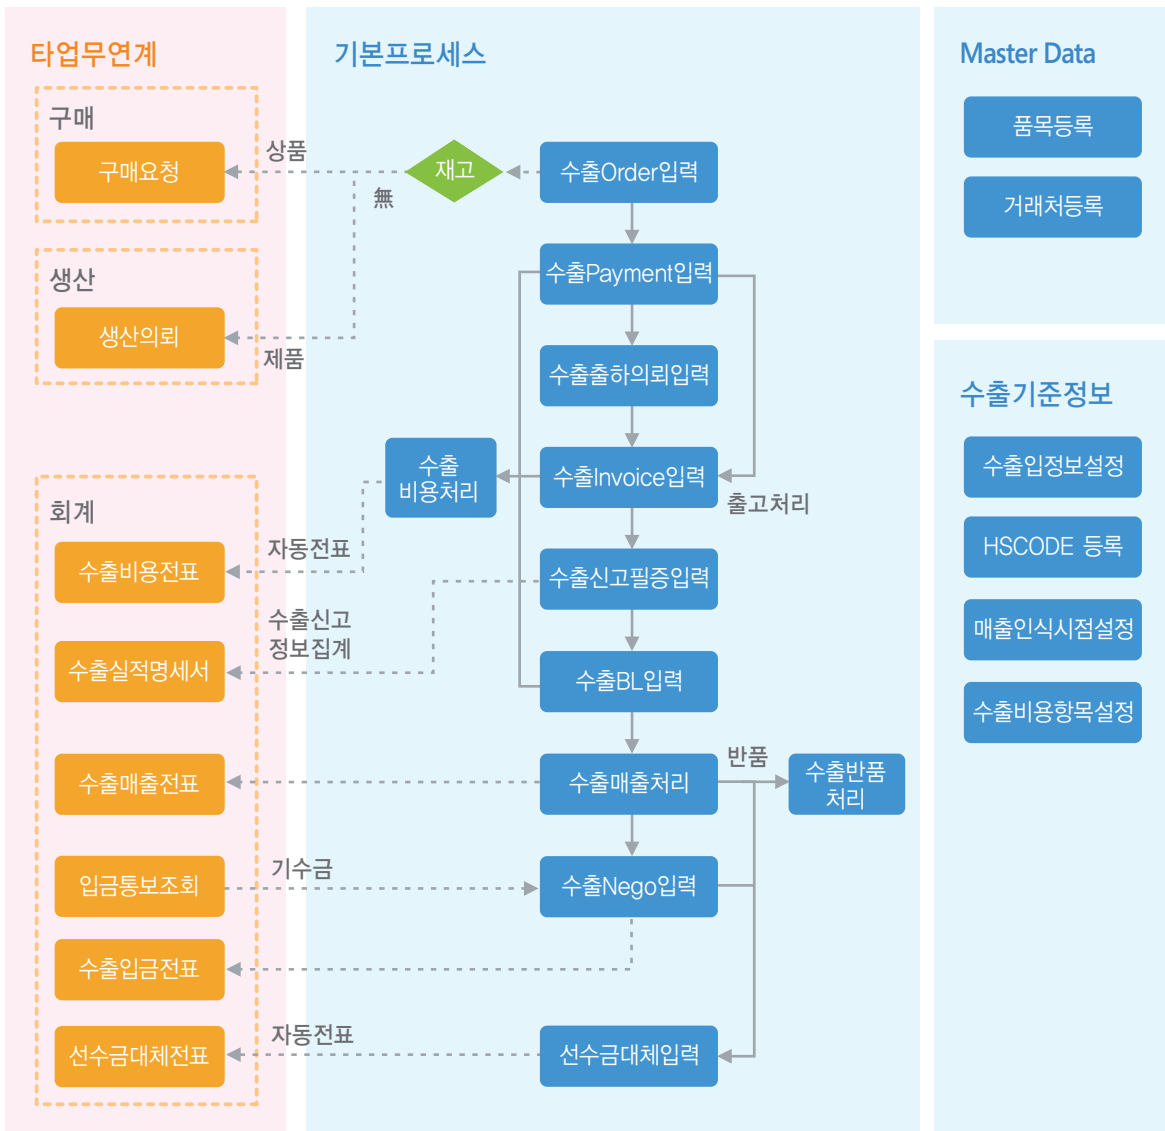 타업무연계
구매
구매요청
생산
생산의뢰
회계
수출비용전표
수출실적명세서
수출매출전표
입금통보조회
수출입금전표
선수금대체전표
기본프로세스
상품
無
제품
재고
수출Order입력
수출Payment입력
수출출하의뢰입력
수출
비용처리
수출Invoice입력
출고처리
자동전표
수출신고필증입력
수출신고
정보집계
수출BL입력
수출매출처리
반품
수출반품
처리
기수금
수출Nego입력
자동전표
선수금대체입력
Master Data
품목등록
거래처등록
수출기준정보
수출입정보설정
HSCODE 등록
매출인식시점설정
수출비용항목설정